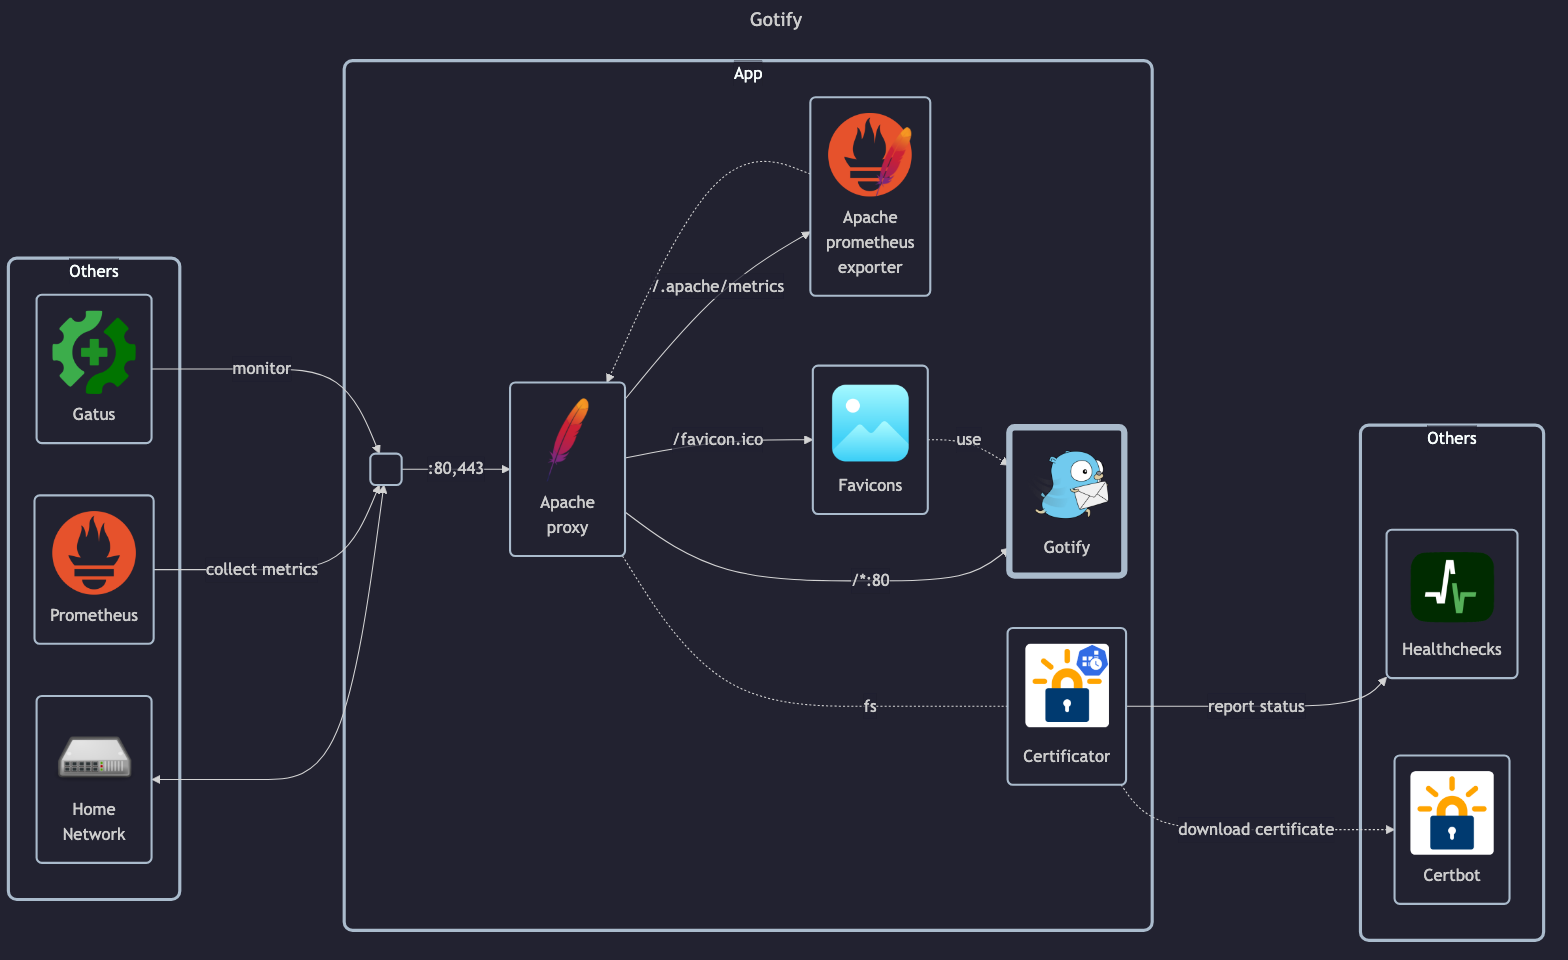 Gotify
App
Others
Gatus
Prometheus
Home
Network
monitor
collect metrics
:80,443
Apache
proxy
/.apache/metrics
/favicon.ico
/*:80
fs
Apache
prometheus
exporter
Favicons
use
Gotify
Certificator
report status
download certificate
Others
Healthchecks
Certbot